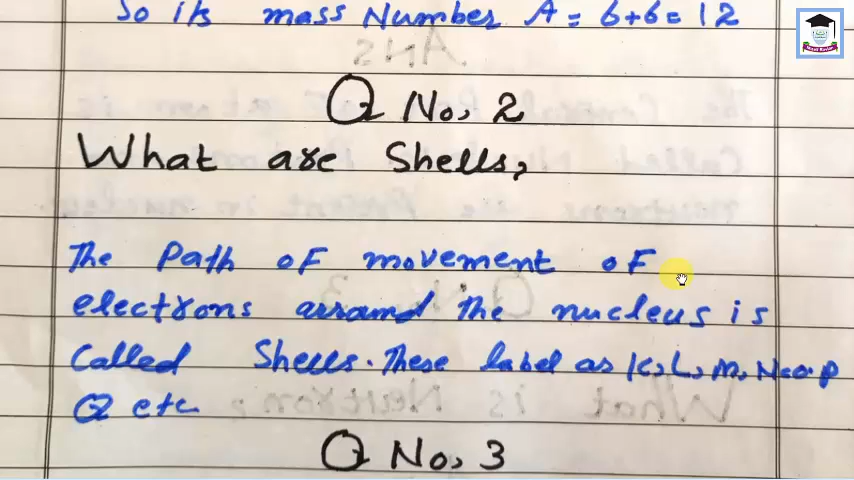 So its mass Number A = 6+6=12
Q No, 2
What are Shells,
The Path of movement of
electrons arround the nucleus is
Called Shells. These label as K, L, M, N, O. P
Q etc
Q No, 3